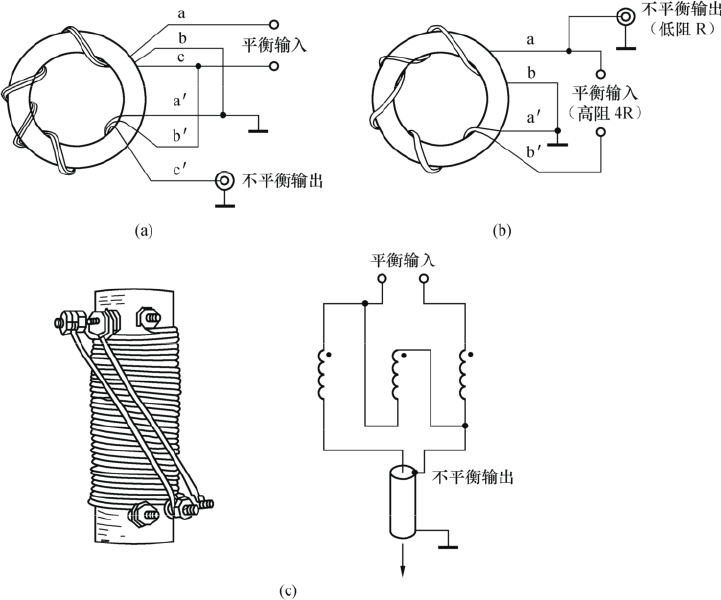 a
b
平衡输入
c
a′
b′
c′
不平衡输出
(a)
不平衡输出
（低阻 R）
a
b
平衡输入
（高阻 4R）
a′
b′
(b)
平衡输入
不平衡输出
(c)